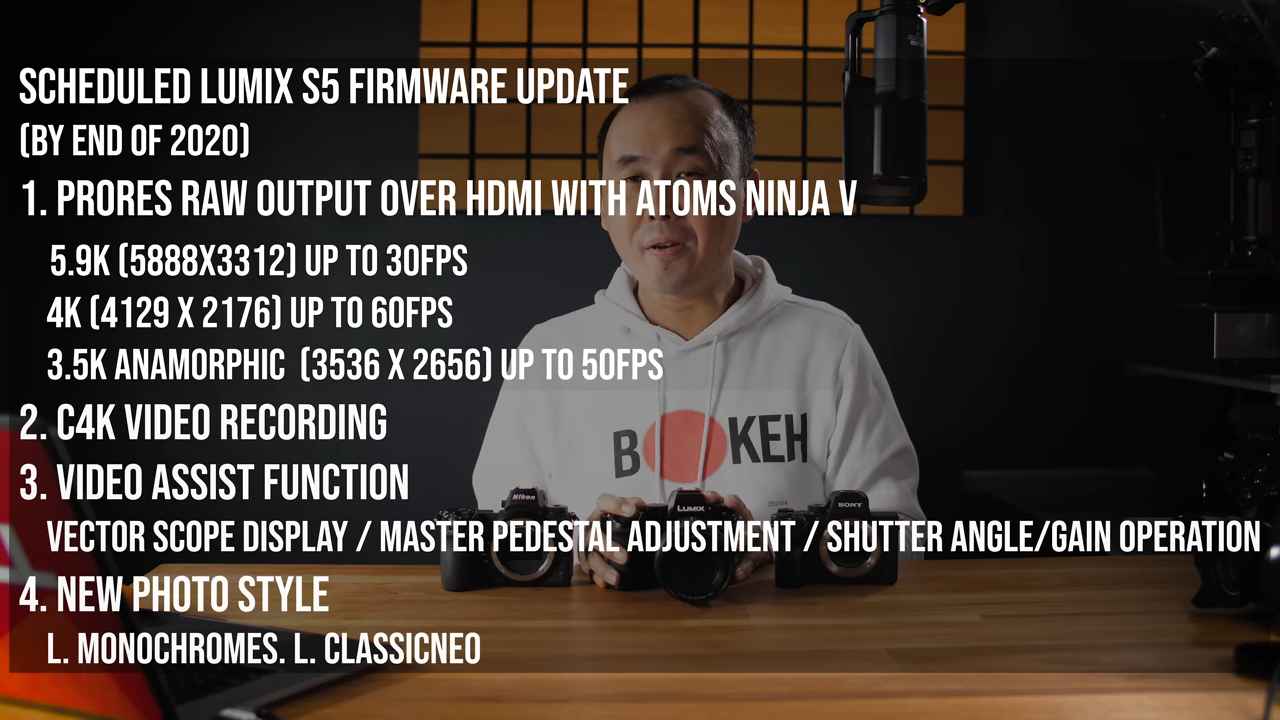 SCHEDULED LUMIX S5 FIRMWARE UPDATE
(BY END OF 2020)
1. PRORES RAW OUTPUT OVER HDMI WITH ATOMS NINJA V
5.9K (5888X3312) UP TO 30FPS
4K (4129 X 2176) UP TO 60FPS
3.5K ANAMORPHIC (3536 X 2656) UP TO 50FPS
2. C4K VIDEO RECORDING
B KEH
3. VIDEO ASSIST FUNCTION
Nikon
LUMIX
SONY
VECTOR SCOPE DISPLAY / MASTER PEDESTAL ADJUSTMENT / SHUTTER ANGLE/GAIN OPERATION
4. NEW PHOTO STYLE
L. MONOCHROMES. L. CLASSICNEO